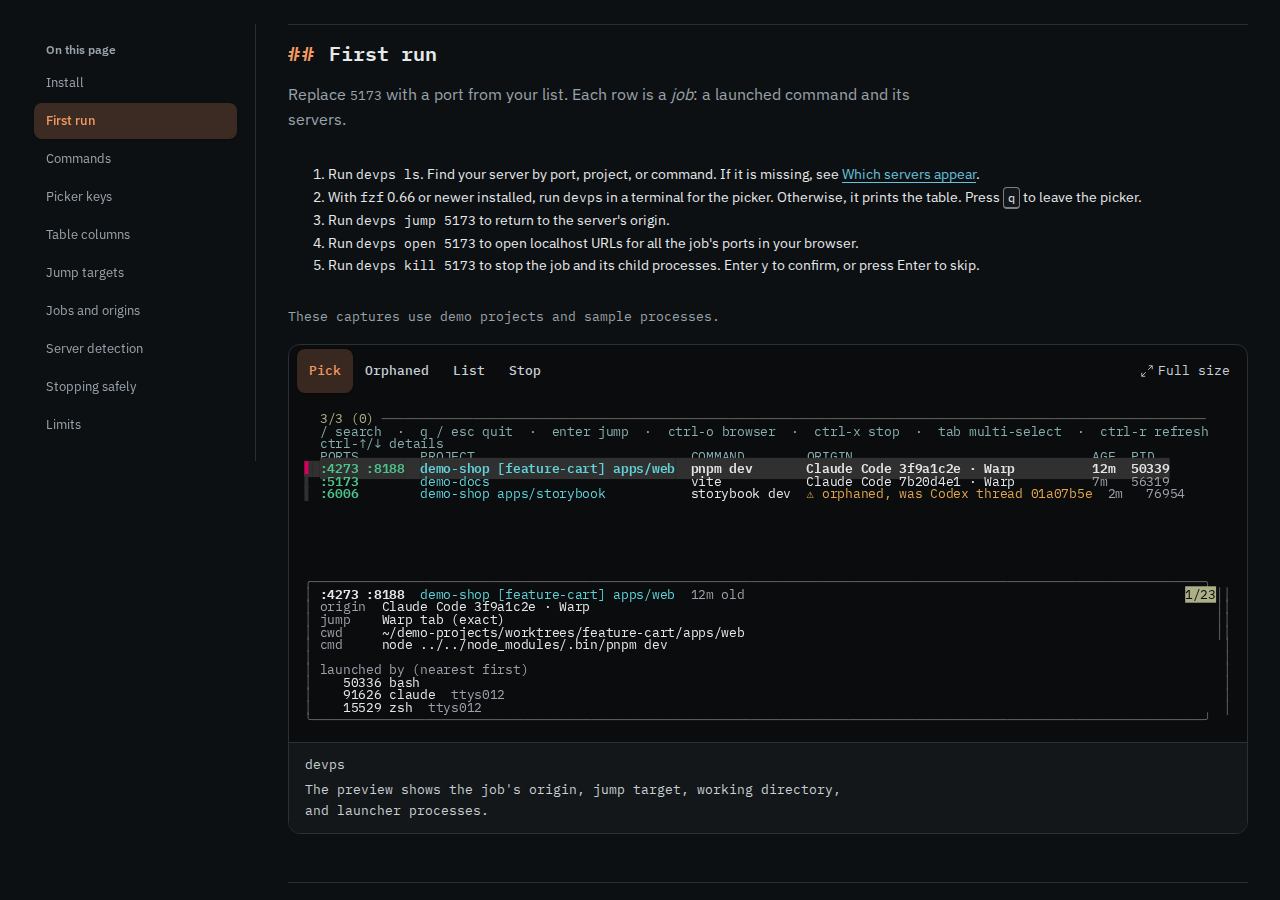 On this page
Install
First run
Commands
Picker keys
Table columns
Jump targets
Jobs and origins
Server detection
Stopping safely
Limits
## First run
Replace 5173 with a port from your list. Each row is a job: a launched command and its
servers.
1. Run devps ls. Find your server by port, project, or command. If it is missing, see Which servers appear.
2. With fzf 0.66 or newer installed, run devps in a terminal for the picker. Otherwise, it prints the table. Press q to leave the picker.
3. Run devps jump 5173 to return to the server's origin.
4. Run devps open 5173 to open localhost URLs for all the job's ports in your browser.
5. Run devps kill 5173 to stop the job and its child processes. Enter y to confirm, or press Enter to skip.
These captures use demo projects and sample processes.
Pick Orphaned List Stop Full size
3/3 (0)
/ search · q / esc quit · enter jump · ctrl-o browser · ctrl-x stop · tab multi-select · ctrl-r refresh
ctrl-↑/↓ details
PORTS PROJECT COMMAND ORIGIN AGE PID
:4273 :8188 demo-shop [feature-cart] apps/web pnpm dev Claude Code 3f9a1c2e · Warp 12m 50339
:5173 demo-docs vite Claude Code 7b20d4e1 · Warp 7m 56319
:6006 demo-shop apps/storybook storybook dev ⚠ orphaned, was Codex thread 01a07b5e 2m 76954
:4273 :8188 demo-shop [feature-cart] apps/web 12m old 1/23
origin Claude Code 3f9a1c2e · Warp
jump Warp tab (exact)
cwd ~/demo-projects/worktrees/feature-cart/apps/web
cmd node ../../node_modules/.bin/pnpm dev
launched by (nearest first)
50336 bash
91626 claude ttys012
15529 zsh ttys012
devps
The preview shows the job's origin, jump target, working directory,
and launcher processes.